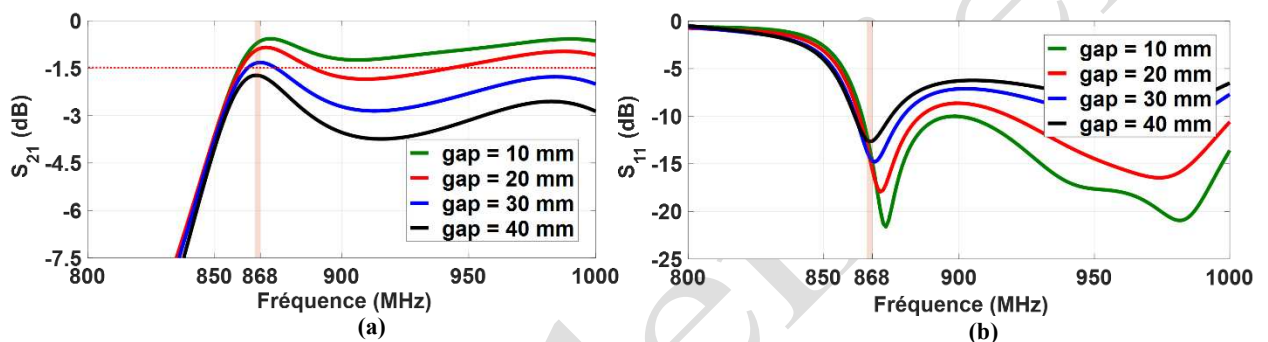 0
-1.5
-3
-4.5
-6
-7.5
S21 (dB)
gap = 10 mm
gap = 20 mm
gap = 30 mm
gap = 40 mm
800 850 868 900 950 1000
Fréquence (MHz)
(a)
0
-5
-10
-15
-20
-25
S11 (dB)
gap = 10 mm
gap = 20 mm
gap = 30 mm
gap = 40 mm
800 850 868 900 950 1000
Fréquence (MHz)
(b)